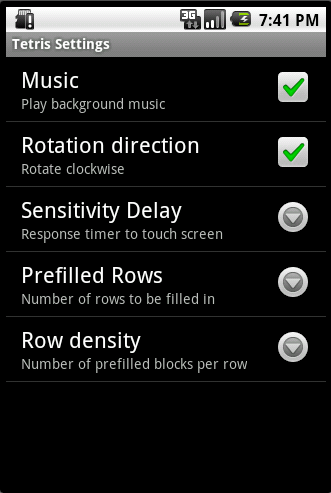 3G 7:41 PM
Tetris Settings
Music
Play background music
Rotation direction
Rotate clockwise
Sensitivity Delay
Response timer to touch screen
Prefilled Rows
Number of rows to be filled in
Row density
Number of prefilled blocks per row